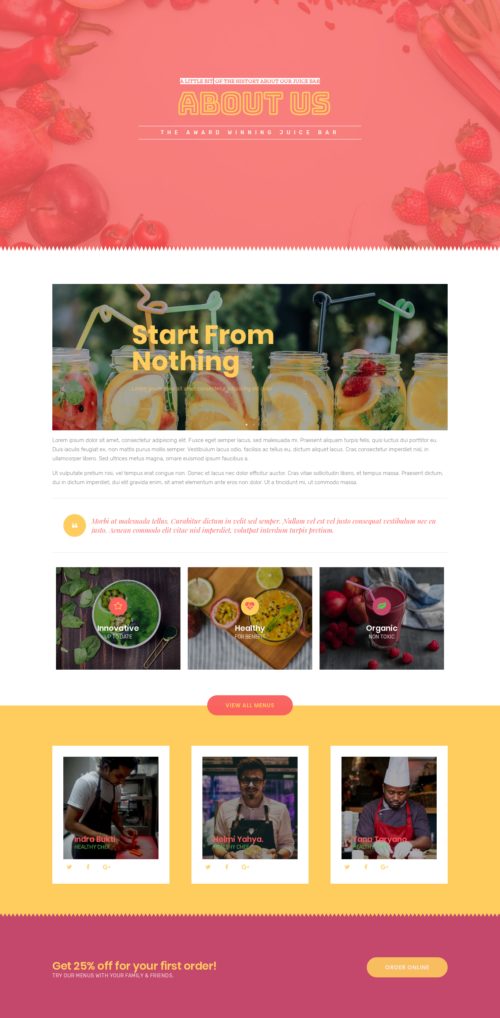 A LITTLE BIT OF THE HISTORY ABOUT OUR JUICE BAR
ABOUT US
THE AWARD WINNING JUICE BAR
Start From
Nothing
Lorem ipsum dolor sit amet, consectetur adipiscing elit. Fusce eget semper lacus, sed malesuada mi. Praesent aliquam turpis felis, quis luctus dui porttitor eu.
Duis iaculis feugiat ex, non mattis purus mollis semper. Vestibulum lacus odio, facilisis ac tellus eu, dictum aliquet lacus. Cras consectetur imperdiet nisl, in
ullamcorper libero. Sed ultrices metus magna, ornare euismod ipsum faucibus a.
Ut vulputate pretium nisi, vel tempus erat congue non. Donec et lacus nec dolor efficitur auctor. Cras vitae sollicitudin libero, et tempus massa. Praesent dictum,
dui in dictum imperdiet, dui elit gravida enim, sit amet elementum ante eros non dolor. Ut a tincidunt mi, ut commodo massa.
Morbi at malesuada tellus. Curabitur dictum in velit sed semper. Nullam vel est vel justo consequat vestibulum nec eu
justo. Aenean commodo elit vitae nisl imperdiet, volutpat interdum turpis pretium.
Innovative
UP TO DATE
Healthy
FOR BENEFIT
Organic
NON TOXIC
VIEW ALL MENUS
Indra Bukti.
HEALTHY CHEF
Helmi Yahya.
HEALTHY CHEF
Tana Taryana.
Get 25% off for your first order!
TRY OUR MENUS WITH YOUR FAMILY & FRIENDS.
ORDER ONLINE